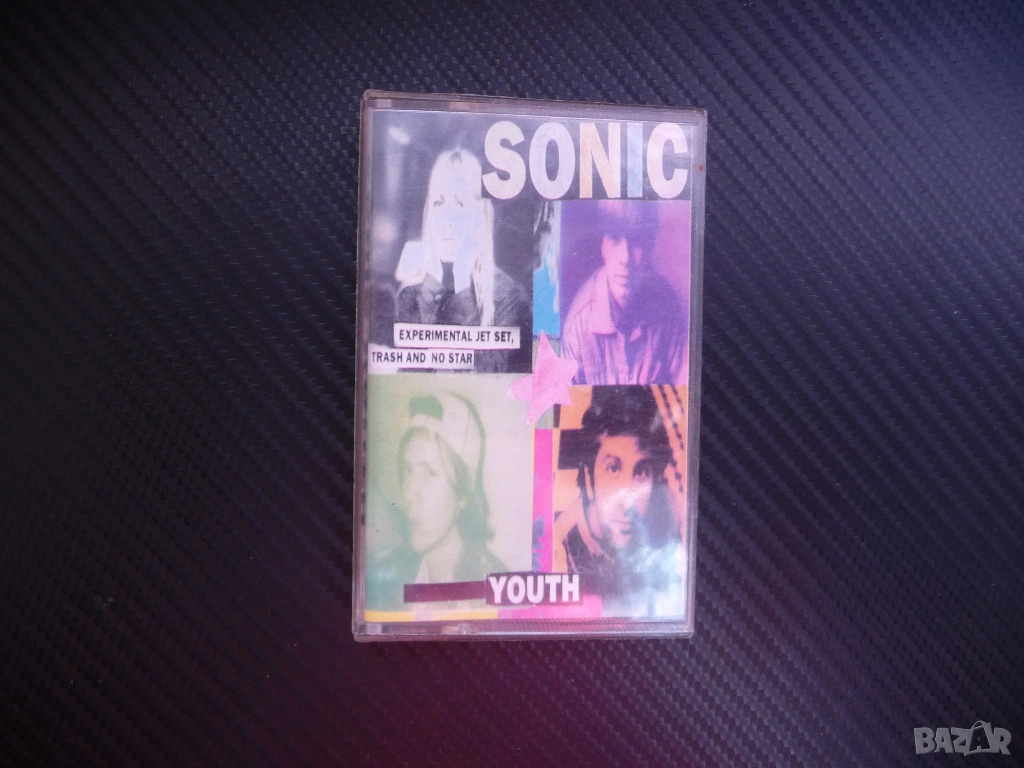 SONIC
EXPERIMENTAL JET SET,
TRASH AND NO STAR
YOUTH
BAZAR